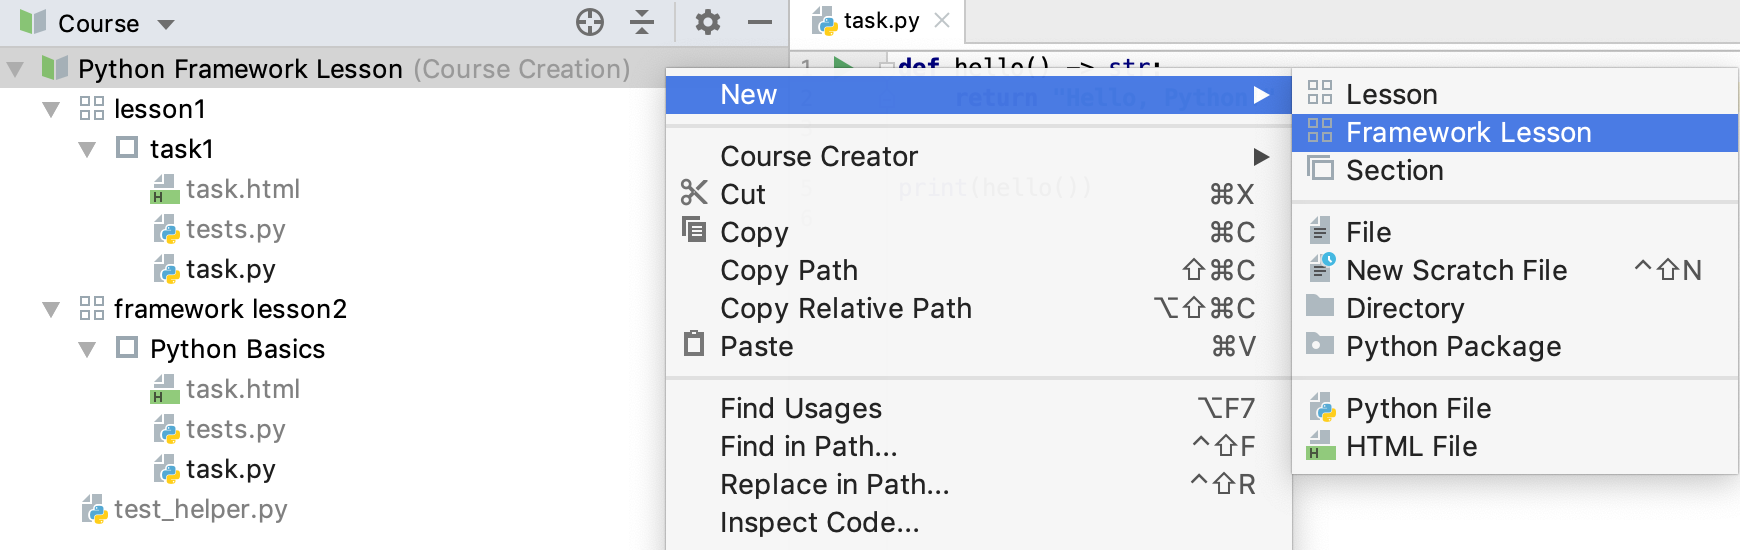 Course
task.py
Python Framework Lesson (Course Creation)
lesson1
task1
task.html
tests.py
task.py
framework lesson2
Python Basics
task.html
tests.py
task.py
test_helper.py
1 def hello() -> str:
2 return "Hello, Python
5 print(hello())
New
Course Creator
Cut ⌘X
Copy ⌘C
Copy Path ⇧⌘C
Copy Relative Path ⌥⇧⌘C
Paste ⌘V
Find Usages ⌥F7
Find in Path... ^⇧F
Replace in Path... ^⇧R
Inspect Code...
Lesson
Framework Lesson
Section
File
New Scratch File ^⇧N
Directory
Python Package
Python File
HTML File